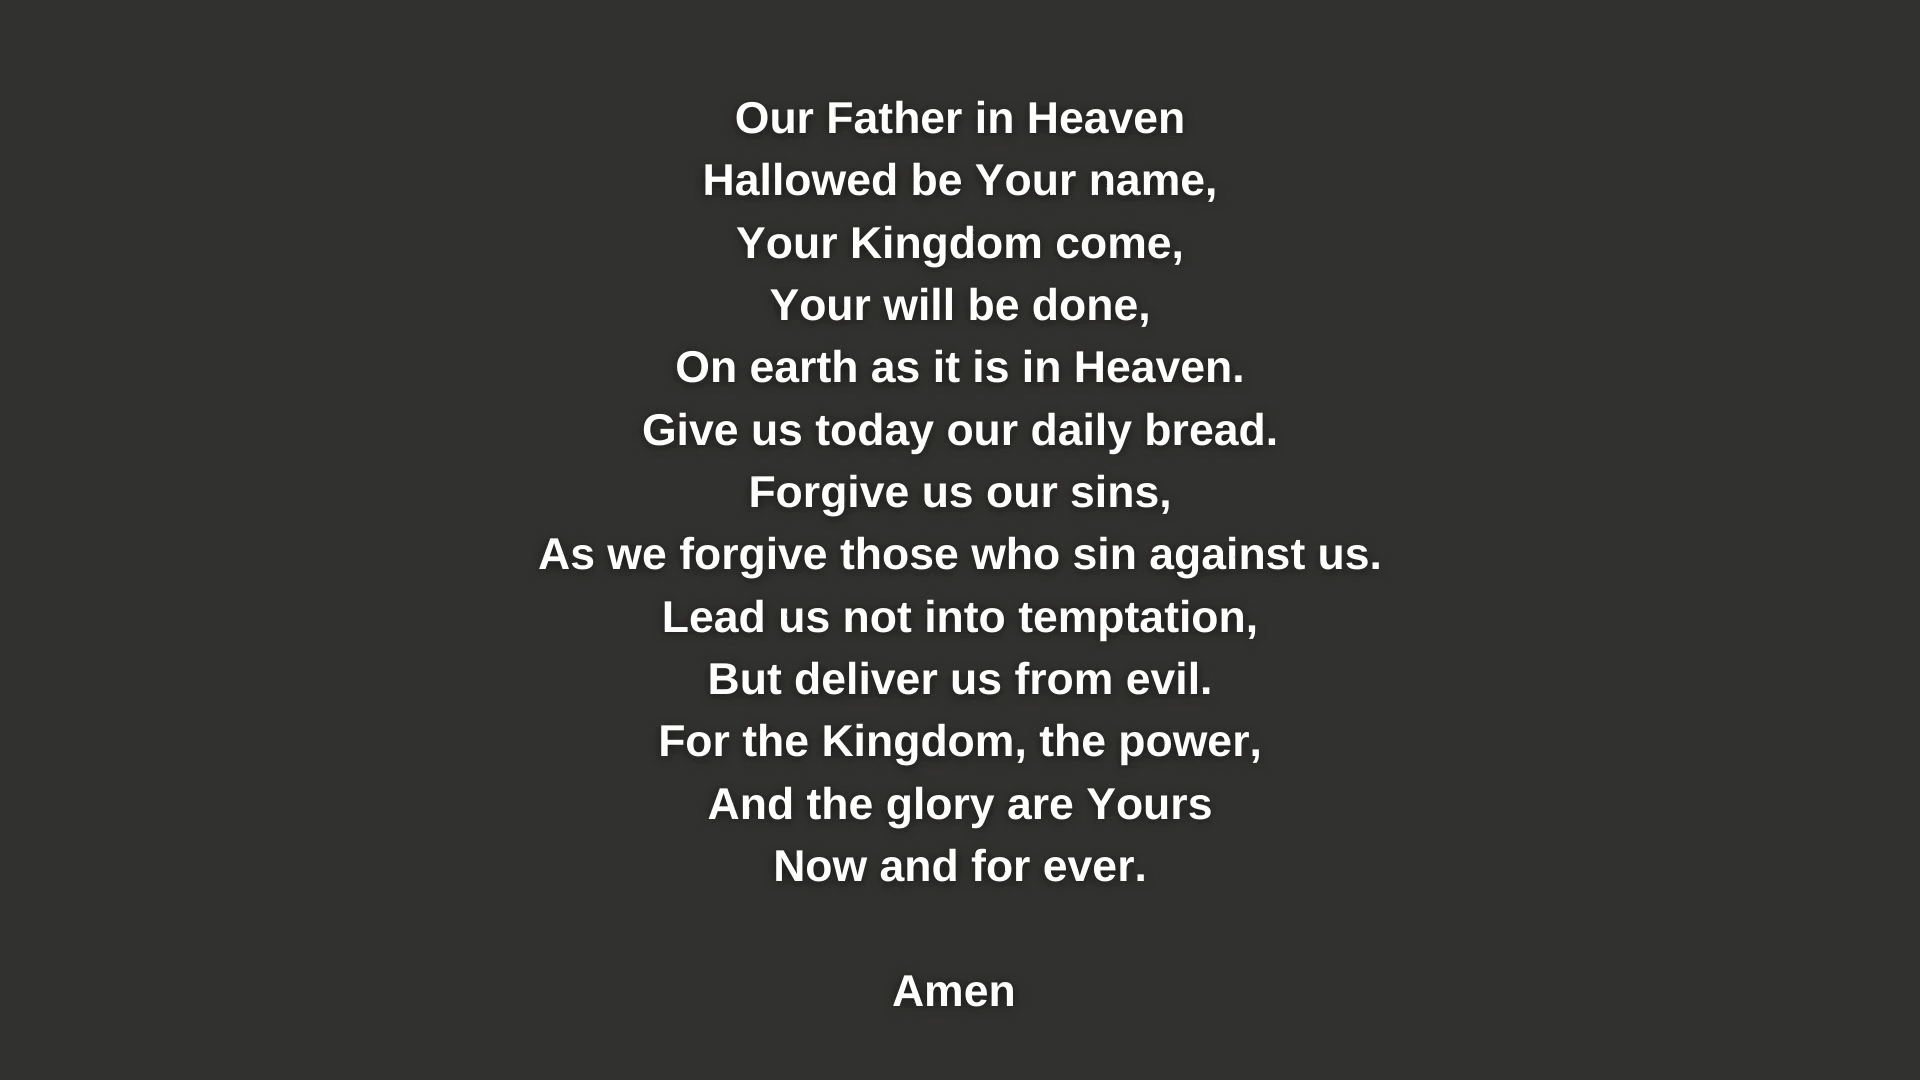 Our Father in Heaven
Hallowed be Your name,
Your Kingdom come,
Your will be done,
On earth as it is in Heaven.
Give us today our daily bread.
Forgive us our sins,
As we forgive those who sin against us.
Lead us not into temptation,
But deliver us from evil.
For the Kingdom, the power,
And the glory are Yours
Now and for ever.
Amen